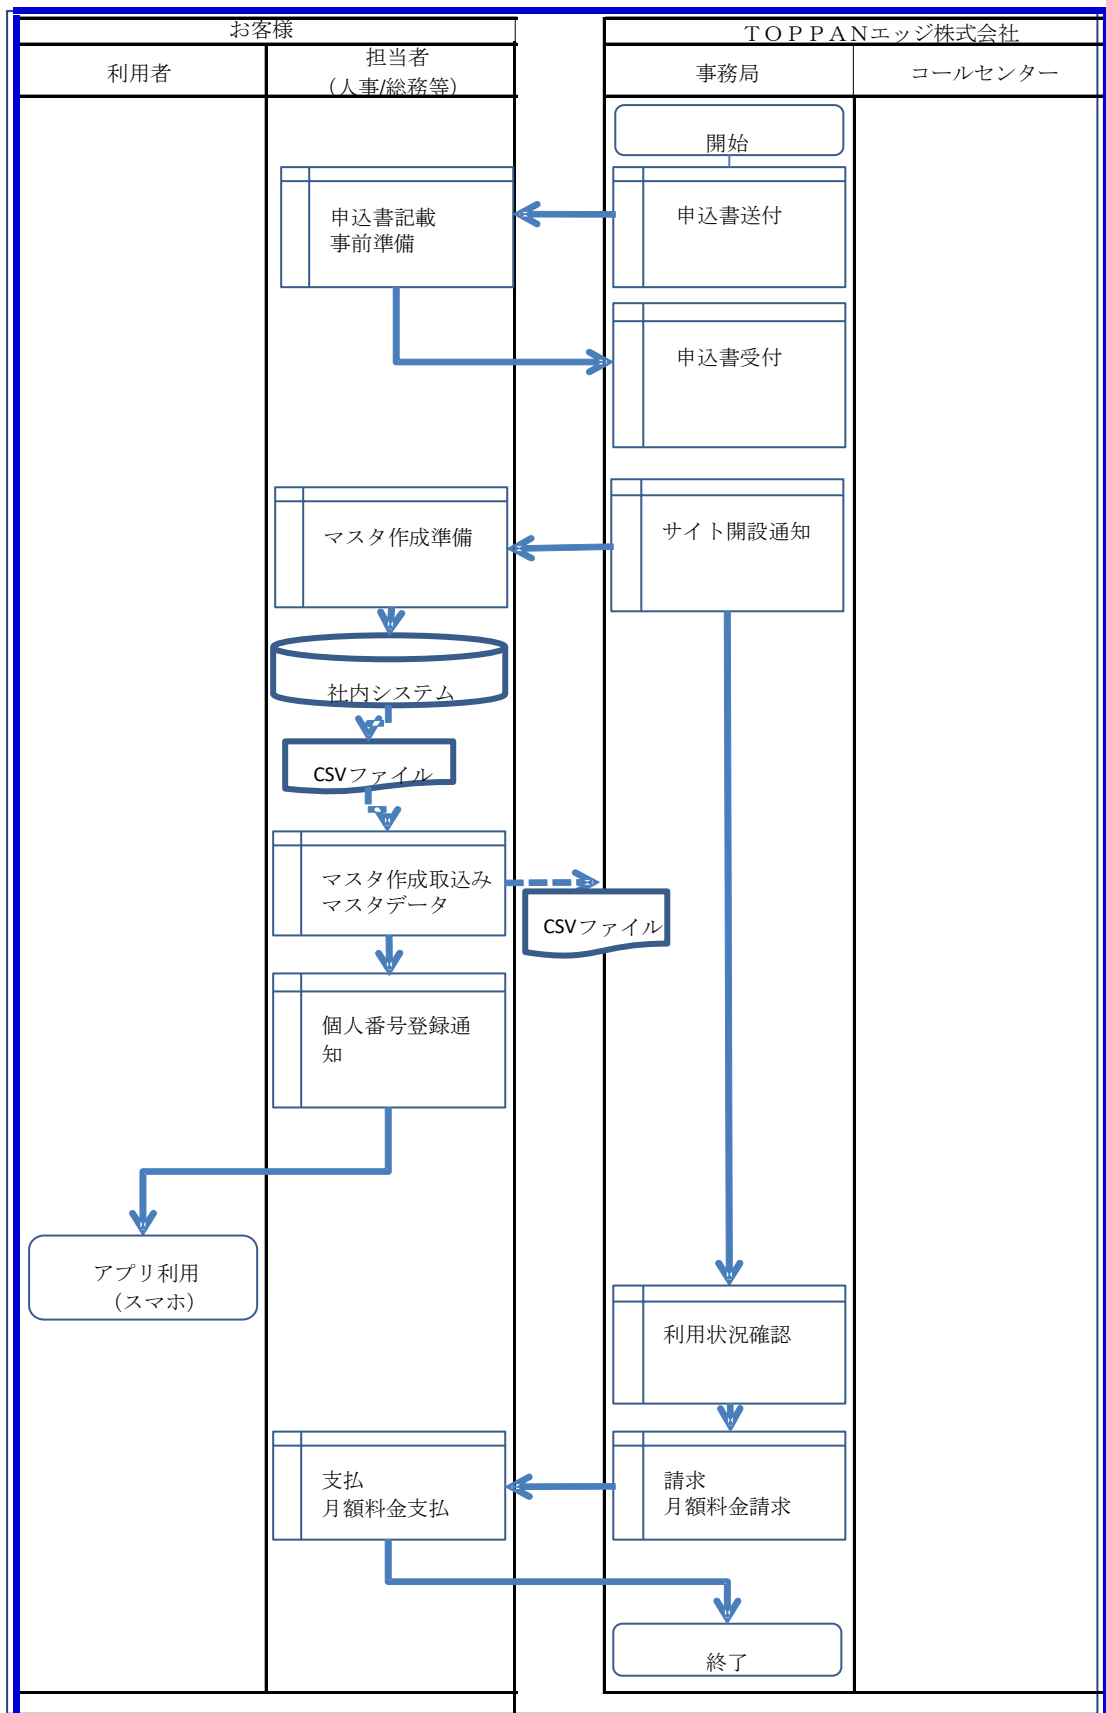 お客様
TOPPANエッジ株式会社
利用者
担当者
(人事/総務等)
事務局
コールセンター
開始
申込書記載
事前準備
申込書送付
申込書受付
マスタ作成準備
サイト開設通知
社内システム
CSVファイル
マスタ作成取込み
マスタデータ
CSVファイル
個人番号登録通
知
アプリ利用
(スマホ)
利用状況確認
支払
月額料金支払
請求
月額料金請求
終了